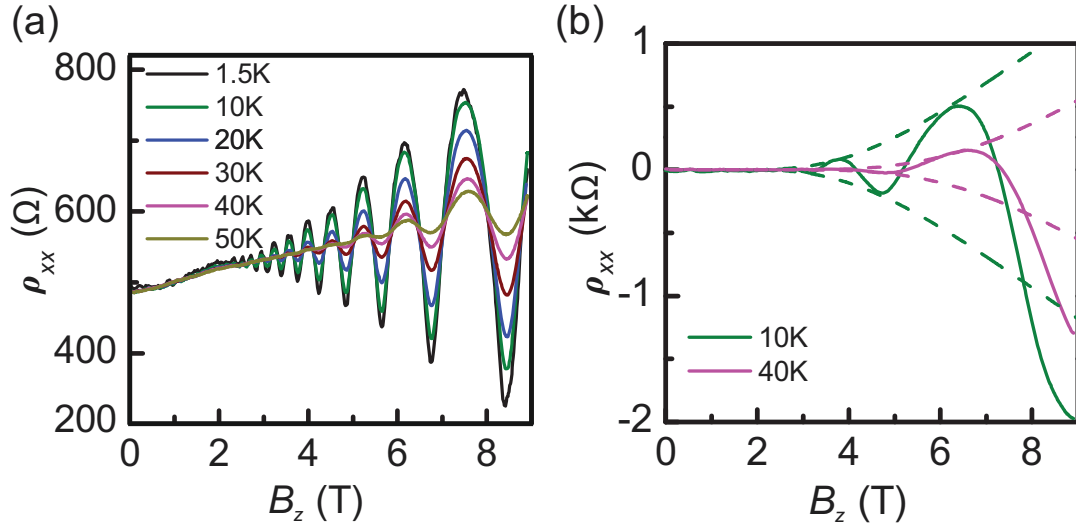 (a)
800
600
400
200
ρxx (Ω)
1.5K
10K
20K
30K
40K
50K
0 2 4 6 8
Bz (T)
(b)
1
0
-1
-2
ρxx (kΩ)
10K
40K
0 2 4 6 8
Bz (T)